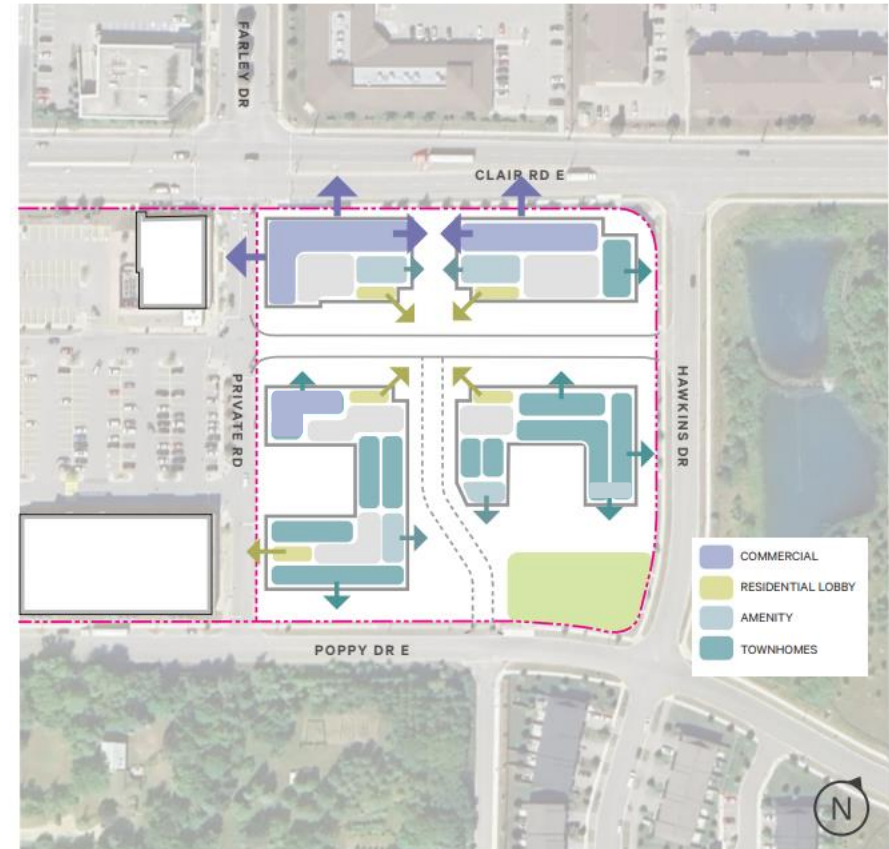 FARLEY DR
CLAIR RD E
PRIVATE RD
HAWKINS DR
COMMERCIAL
RESIDENTIAL LOBBY
AMENITY
TOWNHOMES
POPPY DR E
N